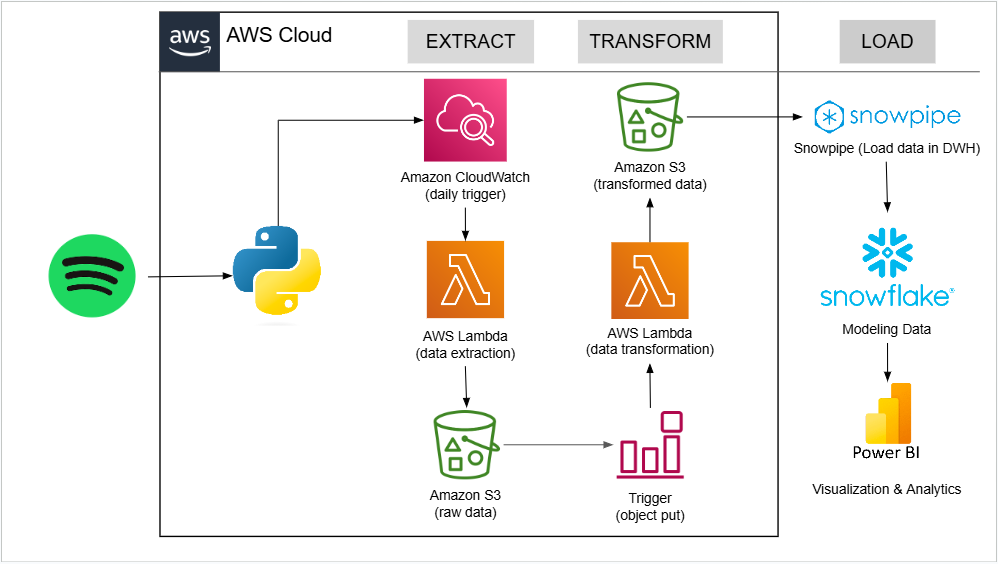 aws
AWS Cloud
EXTRACT
TRANSFORM
LOAD
Amazon CloudWatch
(daily trigger)
AWS Lambda
(data extraction)
Amazon S3
(raw data)
Trigger
(object put)
AWS Lambda
(data transformation)
Amazon S3
(transformed data)
snowpipe
Snowpipe (Load data in DWH)
snowflake®
Modeling Data
Power BI
Visualization & Analytics